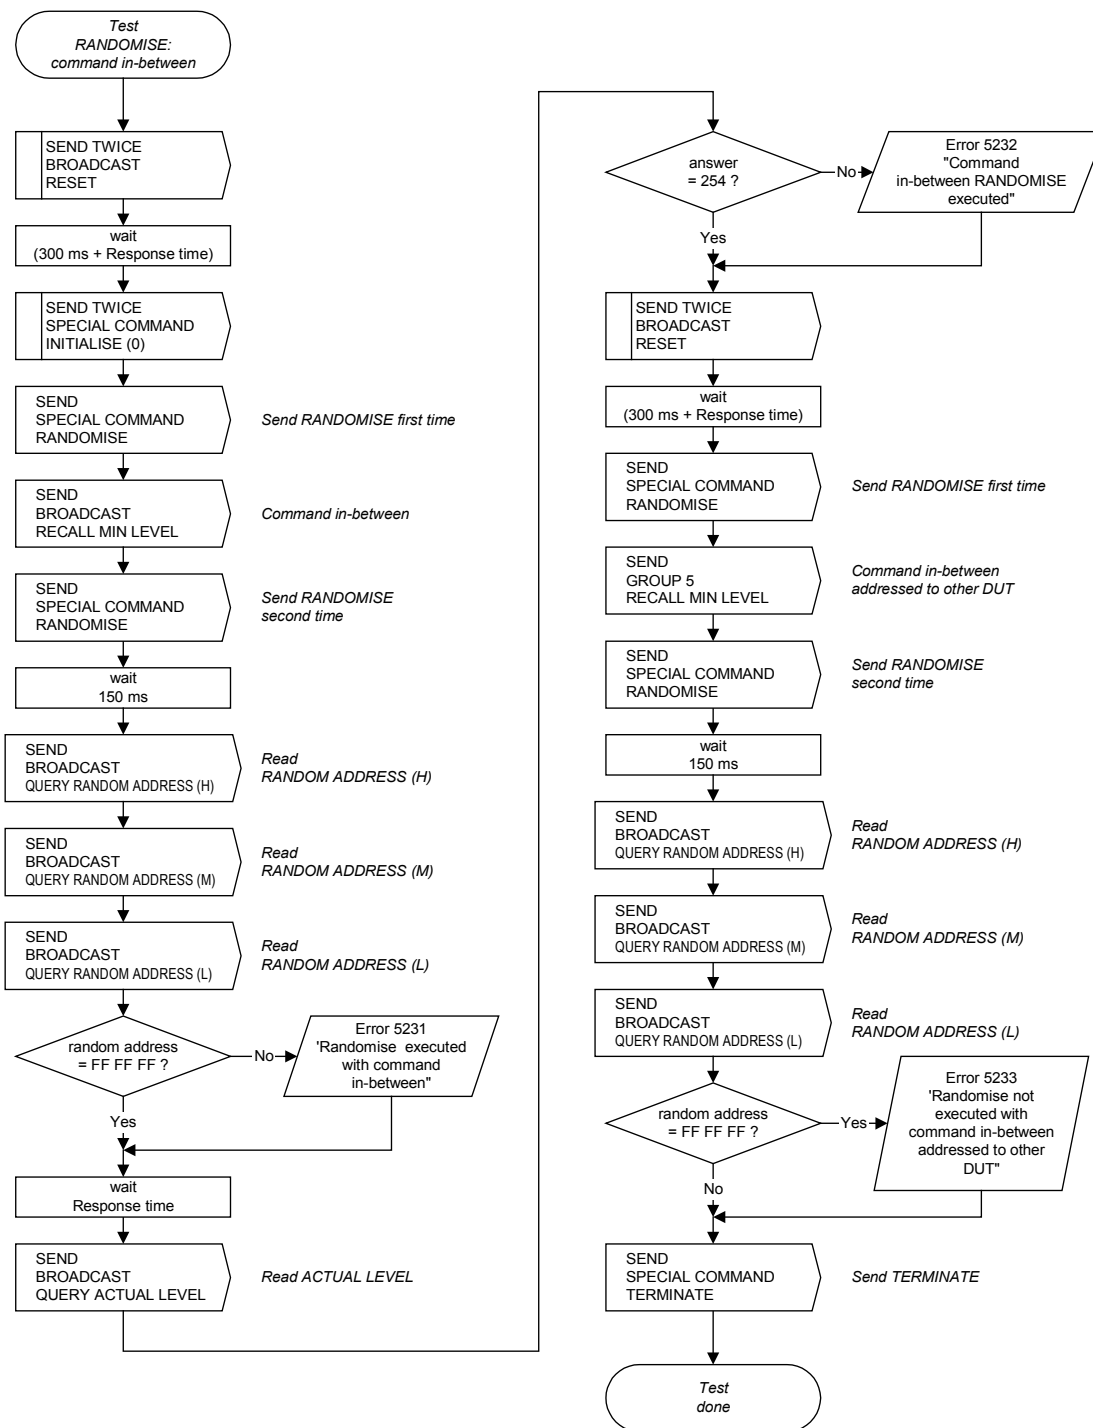 Test
RANDOMISE:
command in-between
SEND TWICE
BROADCAST
RESET
wait
(300 ms + Response time)
SEND TWICE
SPECIAL COMMAND
INITIALISE (0)
SEND
SPECIAL COMMAND
RANDOMISE
Send RANDOMISE first time
SEND
BROADCAST
RECALL MIN LEVEL
Command in-between
SEND
SPECIAL COMMAND
RANDOMISE
Send RANDOMISE
second time
wait
150 ms
SEND
BROADCAST
QUERY RANDOM ADDRESS (H)
Read
RANDOM ADDRESS (H)
SEND
BROADCAST
QUERY RANDOM ADDRESS (M)
Read
RANDOM ADDRESS (M)
SEND
BROADCAST
QUERY RANDOM ADDRESS (L)
Read
RANDOM ADDRESS (L)
random address
= FF FF FF ?
No
Error 5231
'Randomise executed
with command
in-between"
Yes
wait
Response time
SEND
BROADCAST
QUERY ACTUAL LEVEL
Read ACTUAL LEVEL
answer
= 254 ?
No
Error 5232
"Command
in-between RANDOMISE
executed"
Yes
SEND TWICE
BROADCAST
RESET
wait
(300 ms + Response time)
SEND
SPECIAL COMMAND
RANDOMISE
Send RANDOMISE first time
SEND
GROUP 5
RECALL MIN LEVEL
Command in-between
addressed to other DUT
SEND
SPECIAL COMMAND
RANDOMISE
Send RANDOMISE
second time
wait
150 ms
SEND
BROADCAST
QUERY RANDOM ADDRESS (H)
Read
RANDOM ADDRESS (H)
SEND
BROADCAST
QUERY RANDOM ADDRESS (M)
Read
RANDOM ADDRESS (M)
SEND
BROADCAST
QUERY RANDOM ADDRESS (L)
Read
RANDOM ADDRESS (L)
random address
= FF FF FF ?
Yes
Error 5233
'Randomise not
executed with
command in-between
addressed to other
DUT"
No
SEND
SPECIAL COMMAND
TERMINATE
Send TERMINATE
Test
done